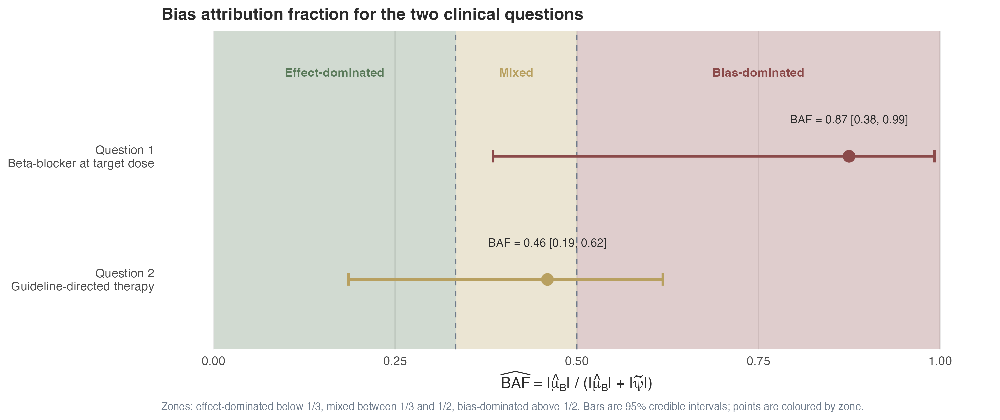 Bias attribution fraction for the two clinical questions
Effect-dominated
Mixed
Bias-dominated
BAF = 0.87 [0.38, 0.99]
Question 1
Beta-blocker at target dose
BAF = 0.46 [0.19, 0.62]
Question 2
Guideline-directed therapy
0.00
0.25
0.50
0.75
1.00
B͡AF = |μ̂_B| / (|μ̂_B| + |ψ̃|)
Zones: effect-dominated below 1/3, mixed between 1/3 and 1/2, bias-dominated above 1/2. Bars are 95% credible intervals; points are coloured by zone.